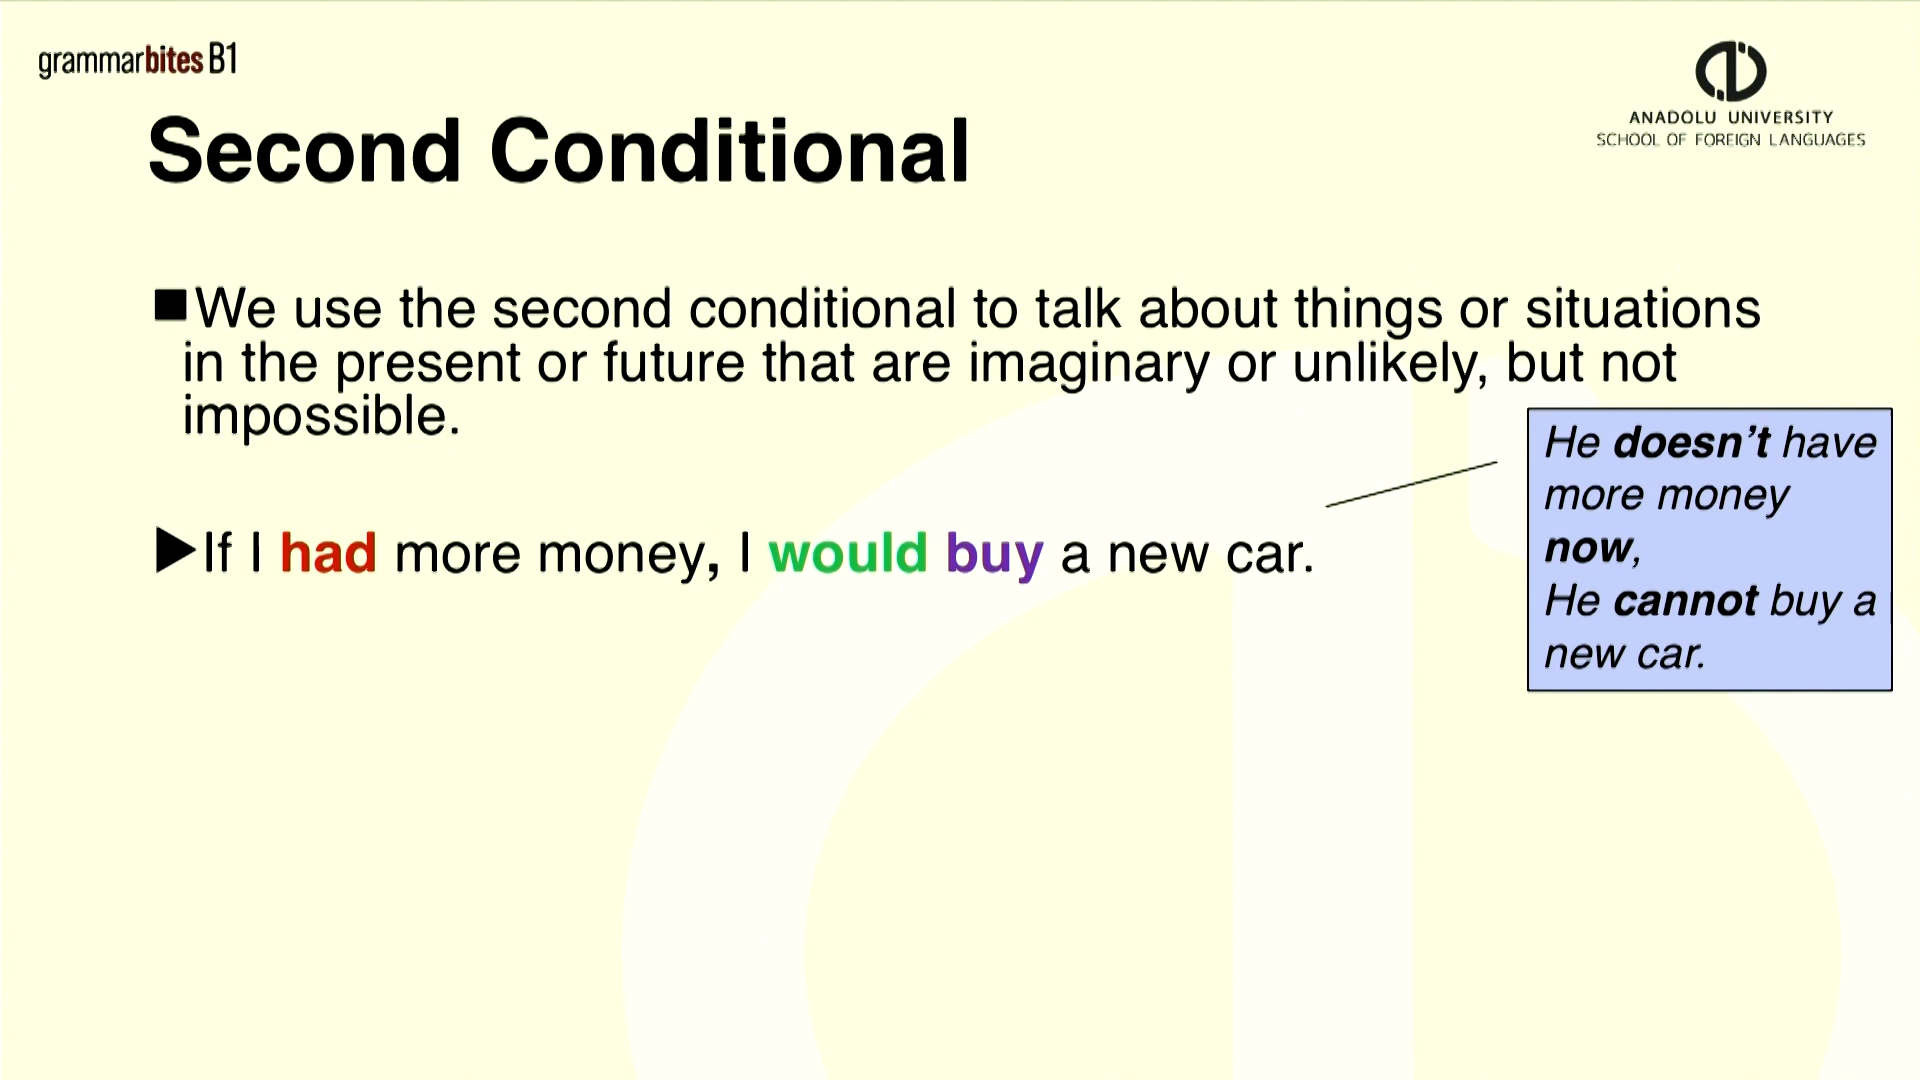 grammarbites B1
ANADOLU UNIVERSITY
SCHOOL OF FOREIGN LANGUAGES
Second Conditional
■We use the second conditional to talk about things or situations
in the present or future that are imaginary or unlikely, but not
impossible.
▶If I had more money, I would buy a new car.
He doesn’t have
more money
now,
He cannot buy a
new car.